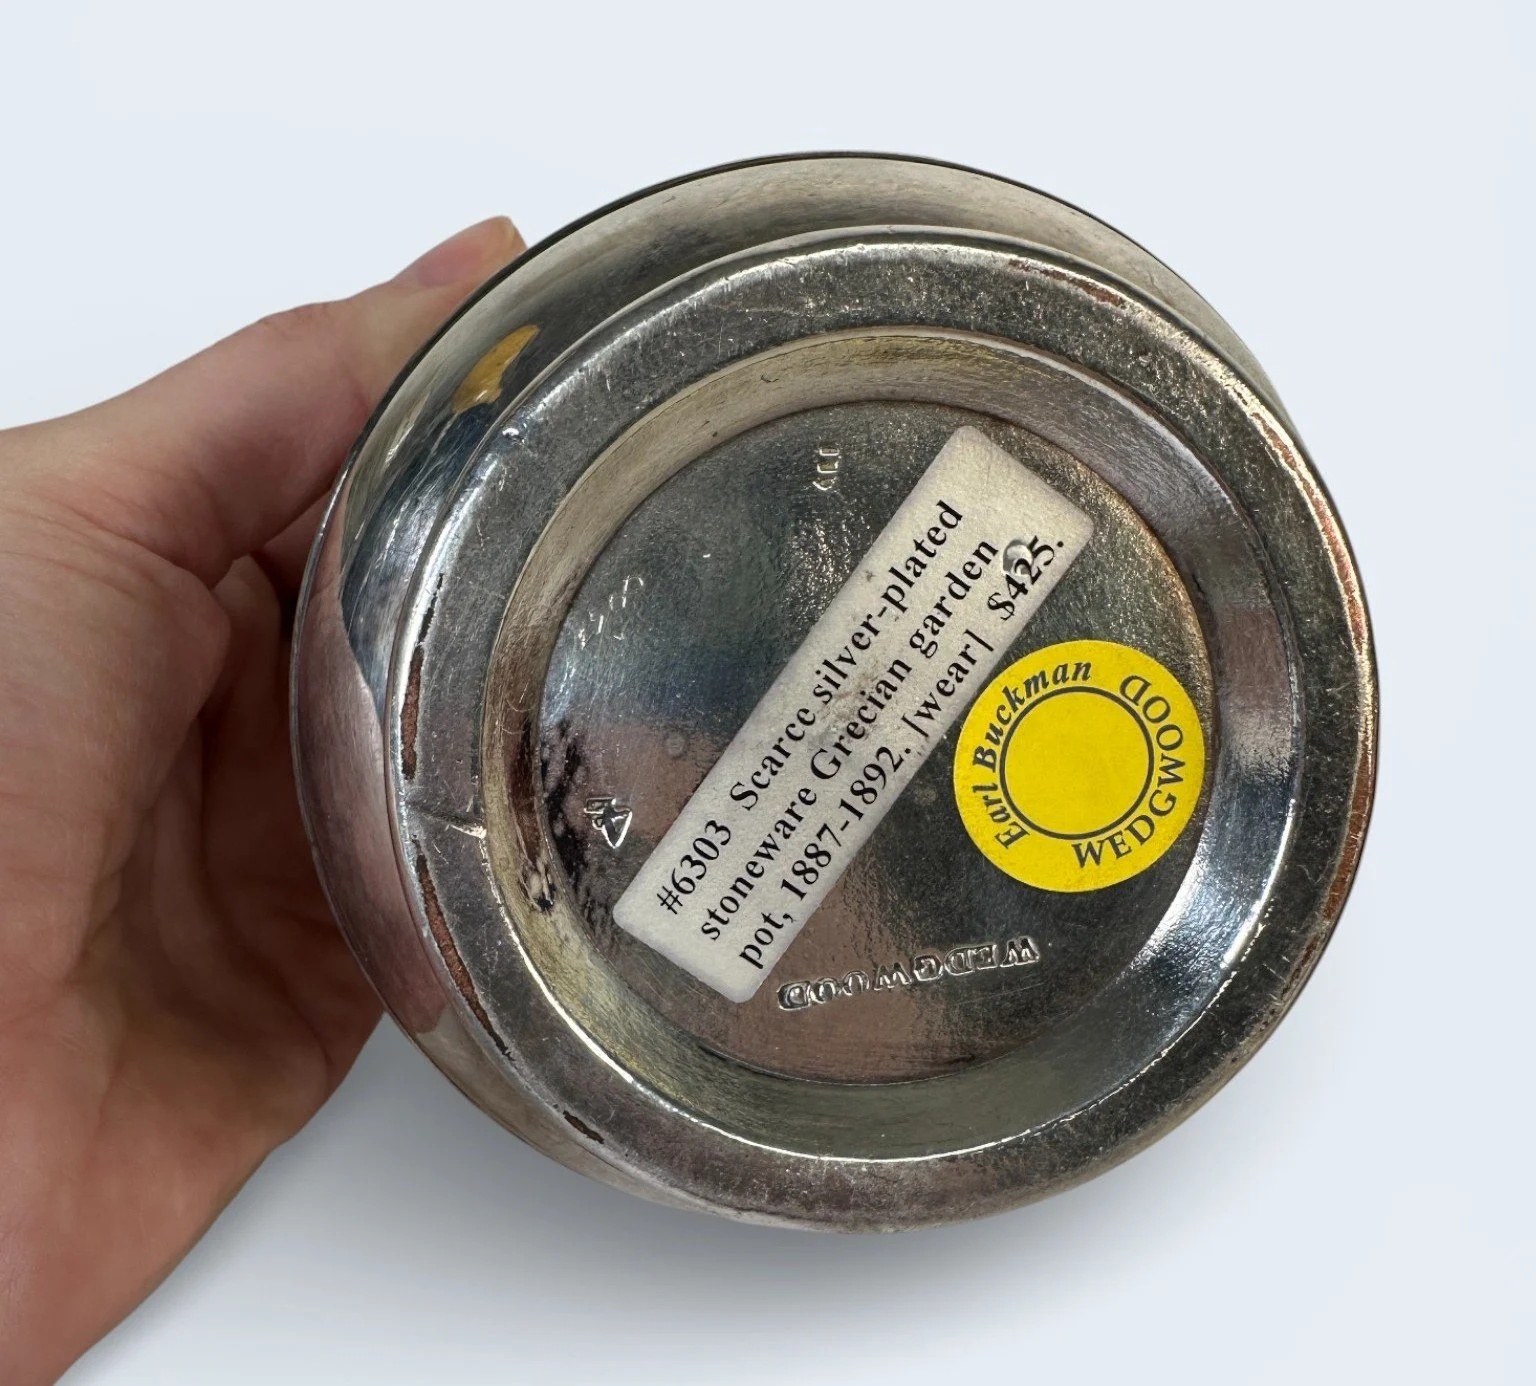 #6303 Scarce silver-plated
stoneware Grecian garden
pot, 1887-1892. [wear] $425.
Earl Buckman
WEDGWOOD
WEDGWOOD